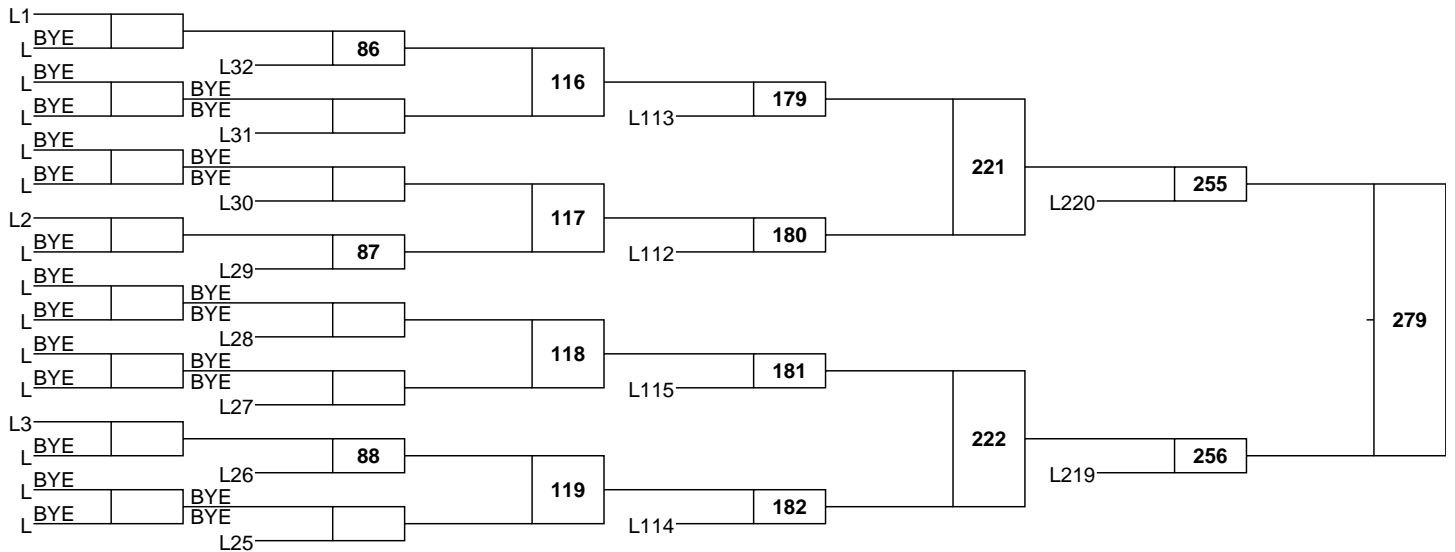 L1
BYE
L
86
L32
BYE
L
BYE
116
BYE
BYE
179
L
L113
L31
BYE
L
BYE
221
BYE
BYE
255
L
L30
L220
L2
117
BYE
180
L
87
L112
L29
BYE
L
BYE
BYE
BYE
279
L
L28
BYE
118
L
BYE
181
BYE
BYE
L
L115
L27
L3
222
BYE
88
256
L
L26
L219
BYE
119
L
BYE
182
BYE
BYE
L
L114
L25